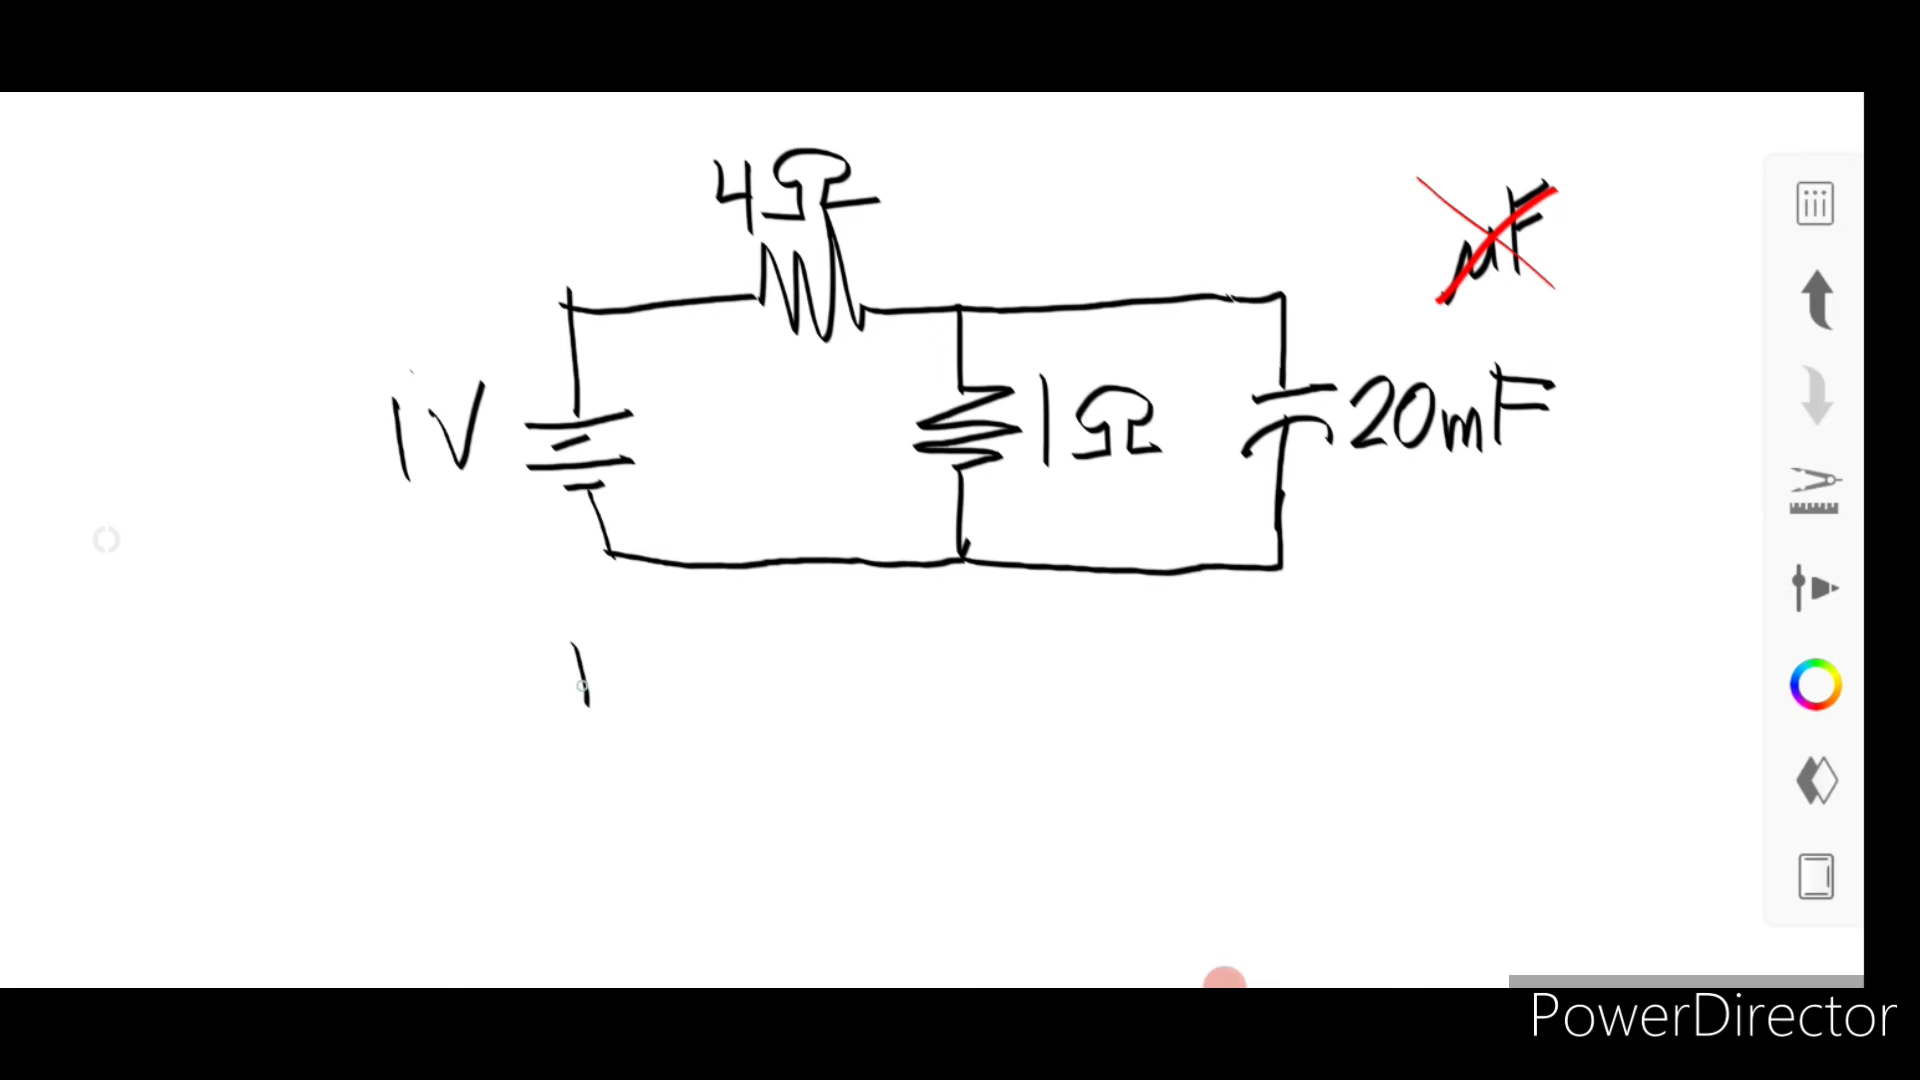 4Ω
µF
1V
1Ω
20mF
PowerDirector